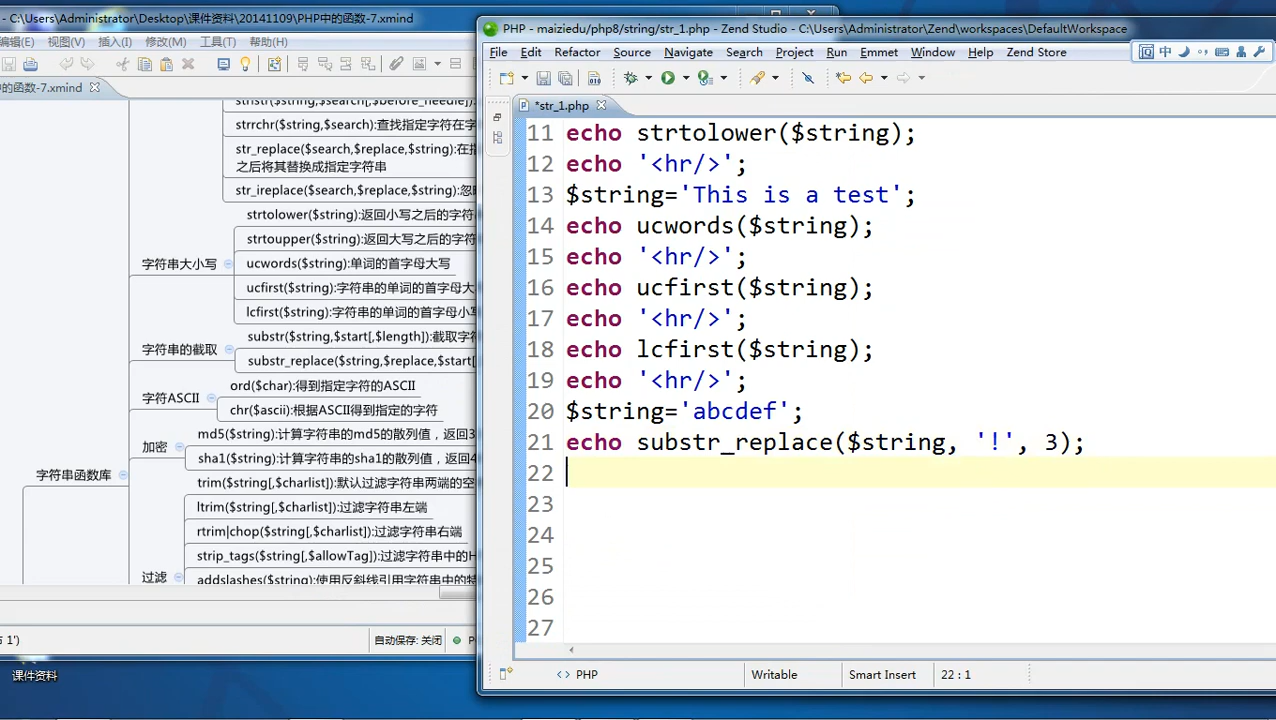 - C:\Users\Administrator\Desktop\课件资料\20141109\PHP中的函数-7.xmind
编辑(E) 视图(V) 插入(I) 修改(M) 工具(T) 帮助(H)
中的函数-7.xmind
strstr($string,$search[,$before_needle])
strrchr($string,$search):查找指定字符在字
str_replace($search,$replace,$string):在指
之后将其替换成指定字符串
str_ireplace($search,$replace,$string):忽略
strtolower($string):返回小写之后的字符
strtoupper($string):返回大写之后的字符
字符串大小写
ucwords($string):单词的首字母大写
ucfirst($string):字符串的单词的首字母大
lcfirst($string):字符串的单词的首字母小写
substr($string,$start[,$length]):截取字符
字符串的截取
substr_replace($string,$replace,$start[
ord($char):得到指定字符的ASCII
字符ASCII
chr($ascii):根据ASCII得到指定的字符
md5($string):计算字符串的md5的散列值，返回3
加密
sha1($string):计算字符串的sha1的散列值，返回4
字符串函数库
trim($string[,$charlist]):默认过滤字符串两端的空
ltrim($string[,$charlist]):过滤字符串左端
rtrim|chop($string[,$charlist]):过滤字符串右端
strip_tags($string[,$allowTag]):过滤字符串中的H
过滤
addslashes($string):使用反斜线引用字符串中的特
1')
自动保存: 关闭
P
课件资料
PHP - maiziedu/php8/string/str_1.php - Zend Studio - C:\Users\Administrator\Zend\workspaces\DefaultWorkspace
File Edit Refactor Source Navigate Search Project Run Emmet Window Help Zend Store
中
*str_1.php
11 echo strtolower($string);
12 echo '<hr/>';
13 $string='This is a test';
14 echo ucwords($string);
15 echo '<hr/>';
16 echo ucfirst($string);
17 echo '<hr/>';
18 echo lcfirst($string);
19 echo '<hr/>';
20 $string='abcdef';
21 echo substr_replace($string, '!', 3);
22
23
24
25
26
27
<> PHP
Writable
Smart Insert
22 : 1